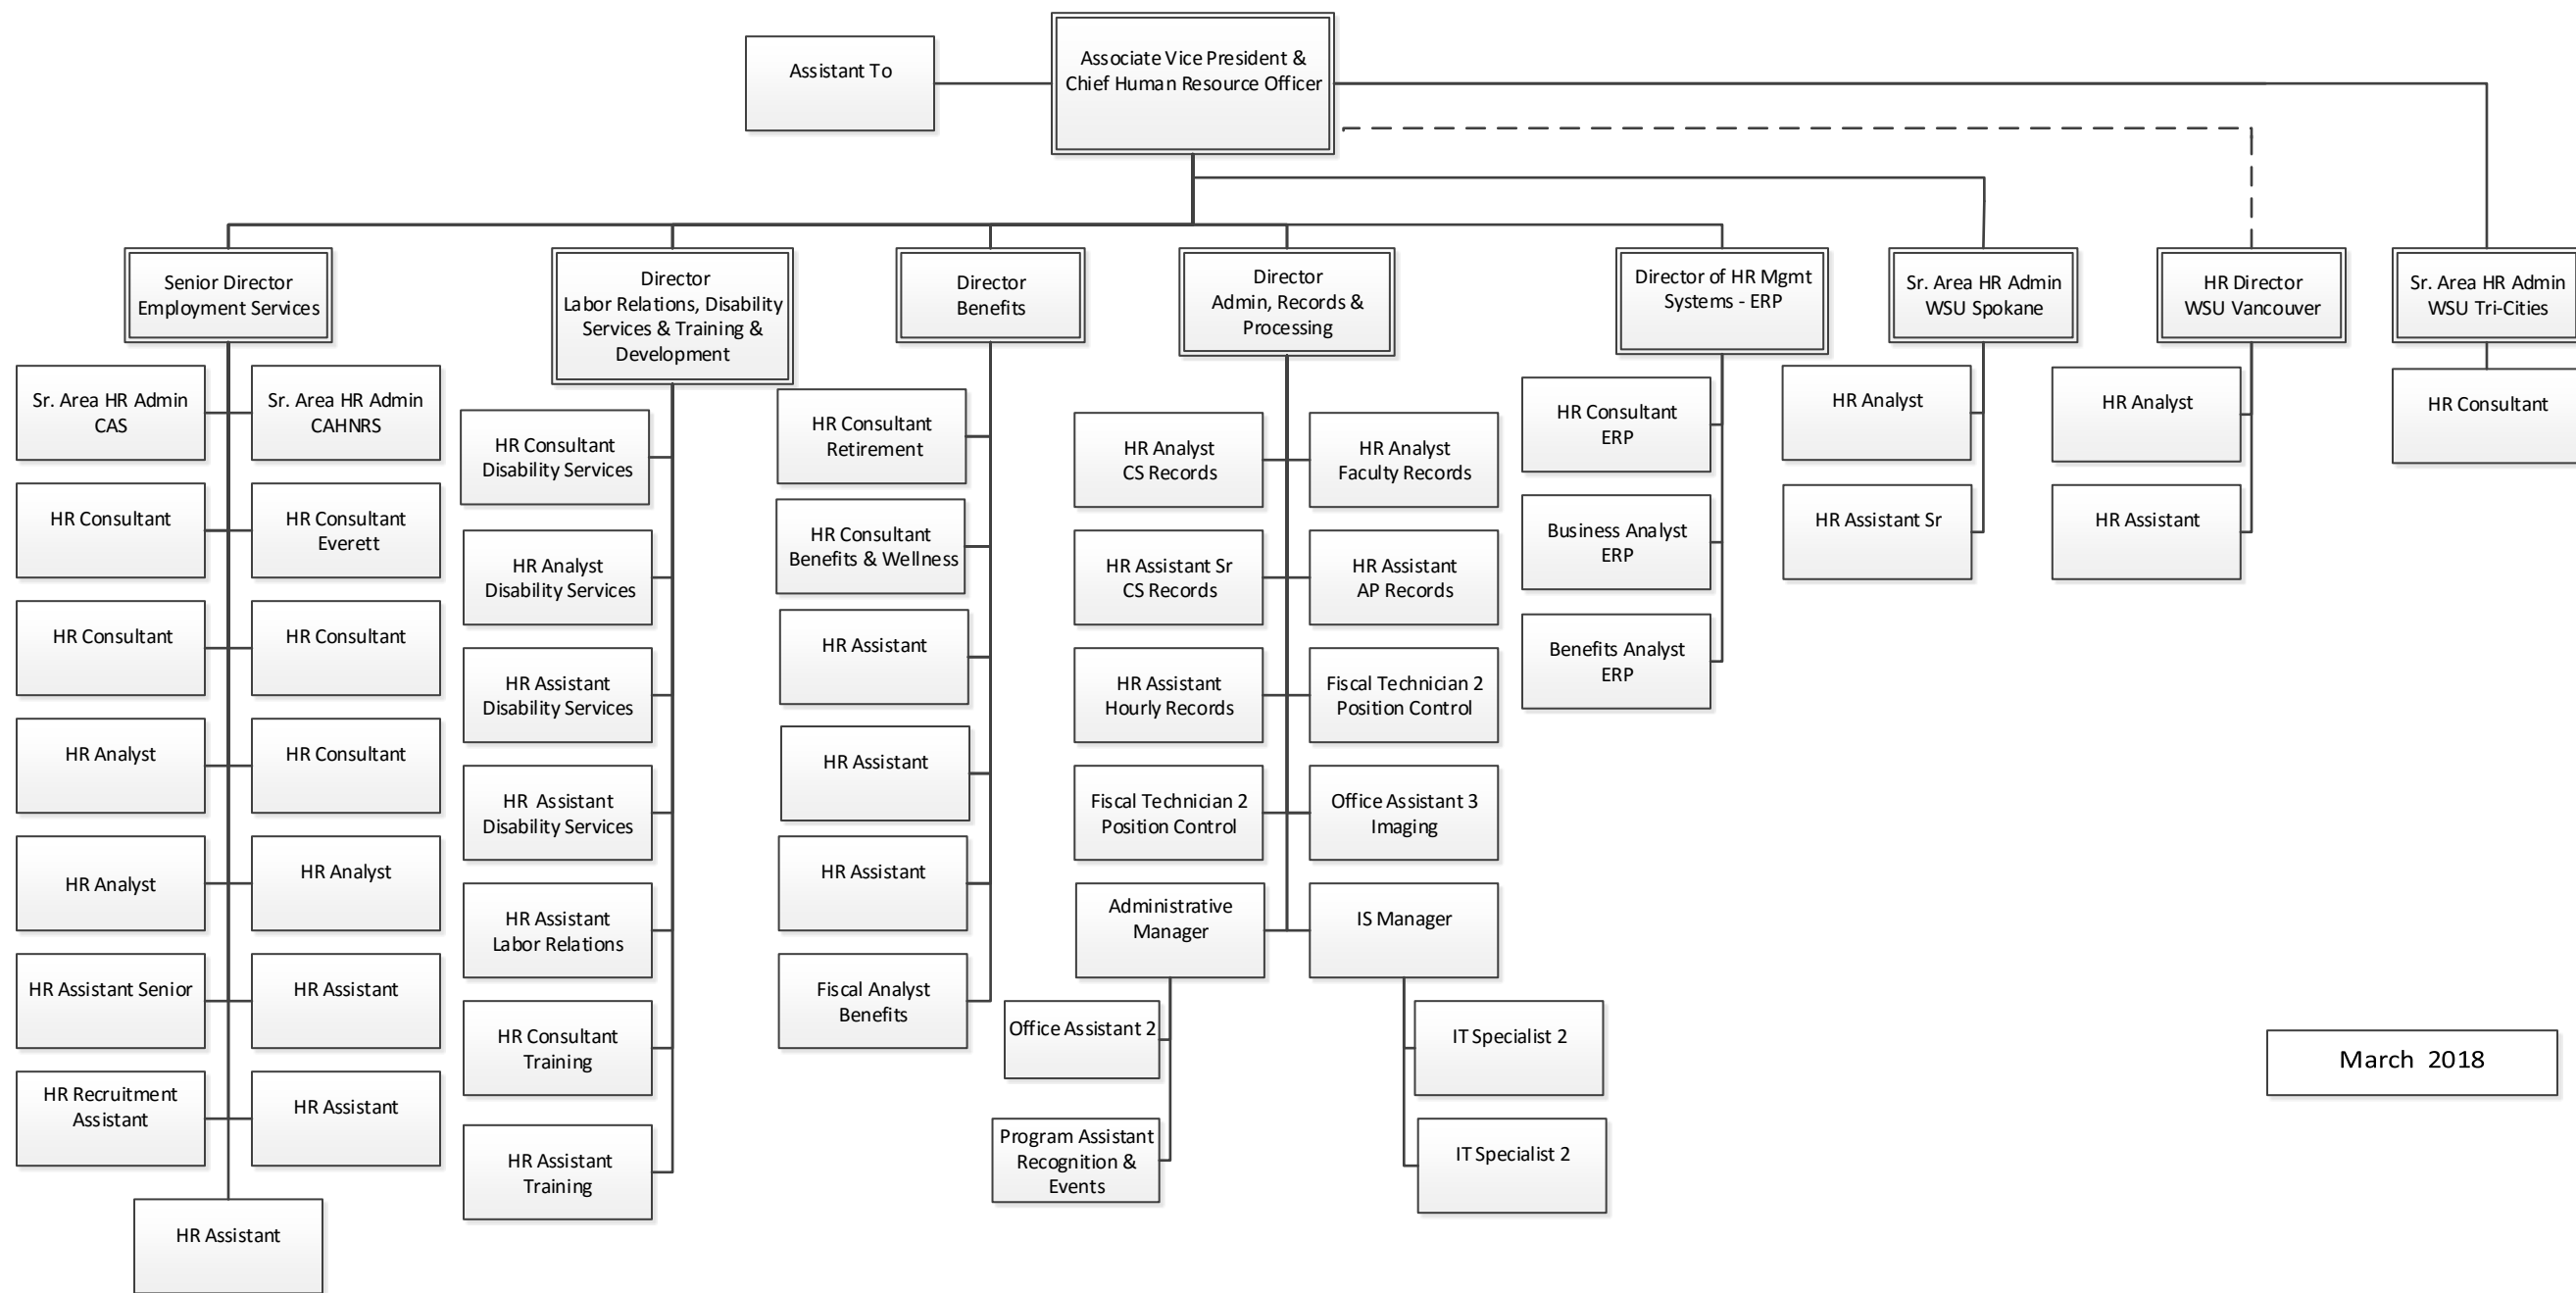 Assistant To
Associate Vice President &
Chief Human Resource Officer
Senior Director
Employment Services
Director
Labor Relations, Disability
Services & Training &
Development
Director
Benefits
Director
Admin, Records &
Processing
Director of HR Mgmt
Systems - ERP
Sr. Area HR Admin
WSU Spokane
HR Director
WSU Vancouver
Sr. Area HR Admin
WSU Tri-Cities
Sr. Area HR Admin
CAS
Sr. Area HR Admin
CAHNRS
HR Consultant
HR Consultant
Everett
HR Consultant
HR Consultant
HR Analyst
HR Consultant
HR Analyst
HR Analyst
HR Assistant Senior
HR Assistant
HR Recruitment
Assistant
HR Assistant
HR Assistant
HR Consultant
Disability Services
HR Analyst
Disability Services
HR Assistant
Disability Services
HR Assistant
Disability Services
HR Assistant
Labor Relations
HR Consultant
Training
HR Assistant
Training
HR Consultant
Retirement
HR Consultant
Benefits & Wellness
HR Assistant
HR Assistant
HR Assistant
Fiscal Analyst
Benefits
HR Analyst
CS Records
HR Analyst
Faculty Records
HR Assistant Sr
CS Records
HR Assistant
AP Records
HR Assistant
Hourly Records
Fiscal Technician 2
Position Control
Fiscal Technician 2
Position Control
Office Assistant 3
Imaging
Administrative
Manager
IS Manager
Office Assistant 2
Program Assistant
Recognition &
Events
IT Specialist 2
IT Specialist 2
HR Consultant
ERP
Business Analyst
ERP
Benefits Analyst
ERP
HR Analyst
HR Assistant Sr
HR Analyst
HR Assistant
HR Consultant
March 2018